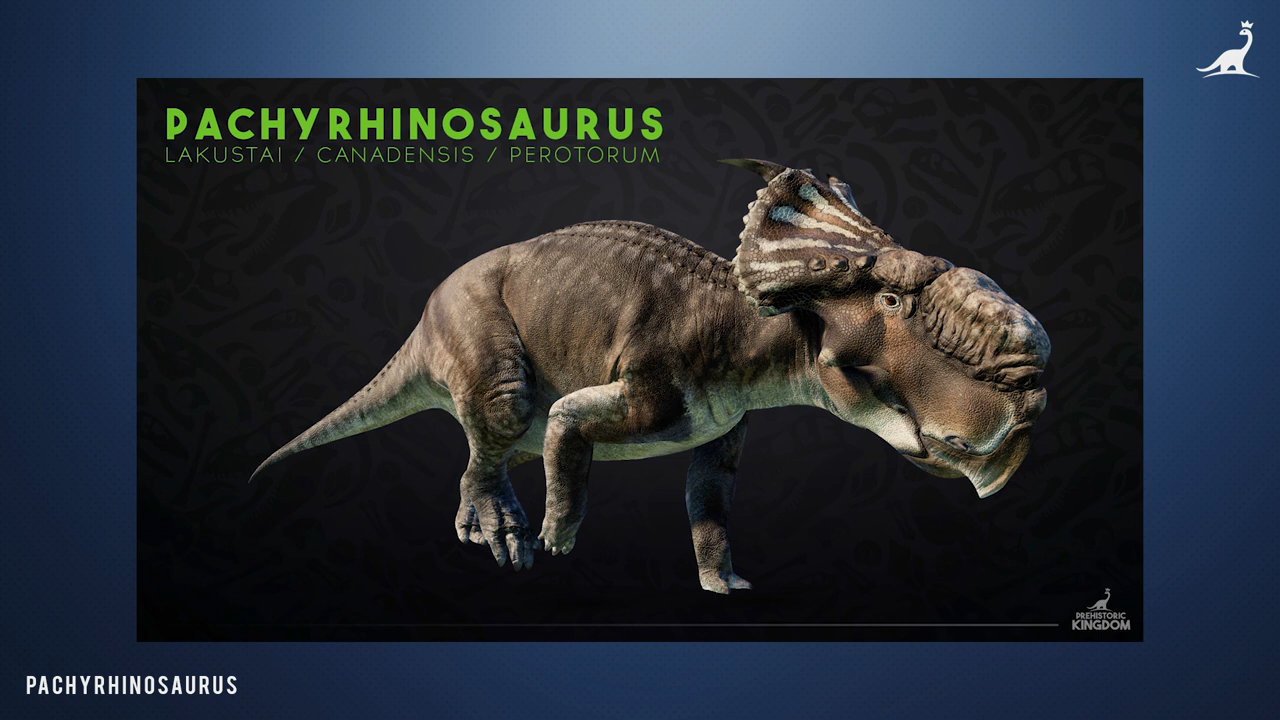 PACHYRHINOSAURUS
LAKUSTAI / CANADENSIS / PEROTORUM
PREHISTORIC
KINGDOM
PACHYRHINOSAURUS